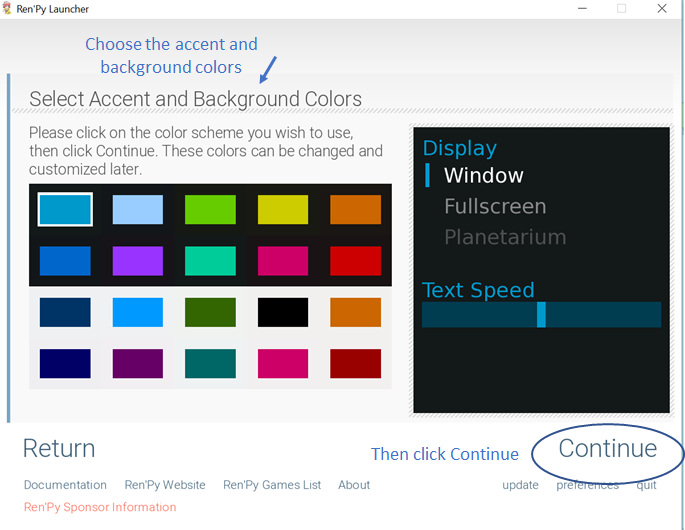 Ren'Py Launcher
Choose the accent and
background colors
Select Accent and Background Colors
Please click on the color scheme you wish to use,
then click Continue. These colors can be changed and
customized later.
Display
Window
Fullscreen
Planetarium
Text Speed
Return
Then click Continue
Continue
Documentation Ren'Py Website Ren'Py Games List About update preferences quit
Ren'Py Sponsor Information